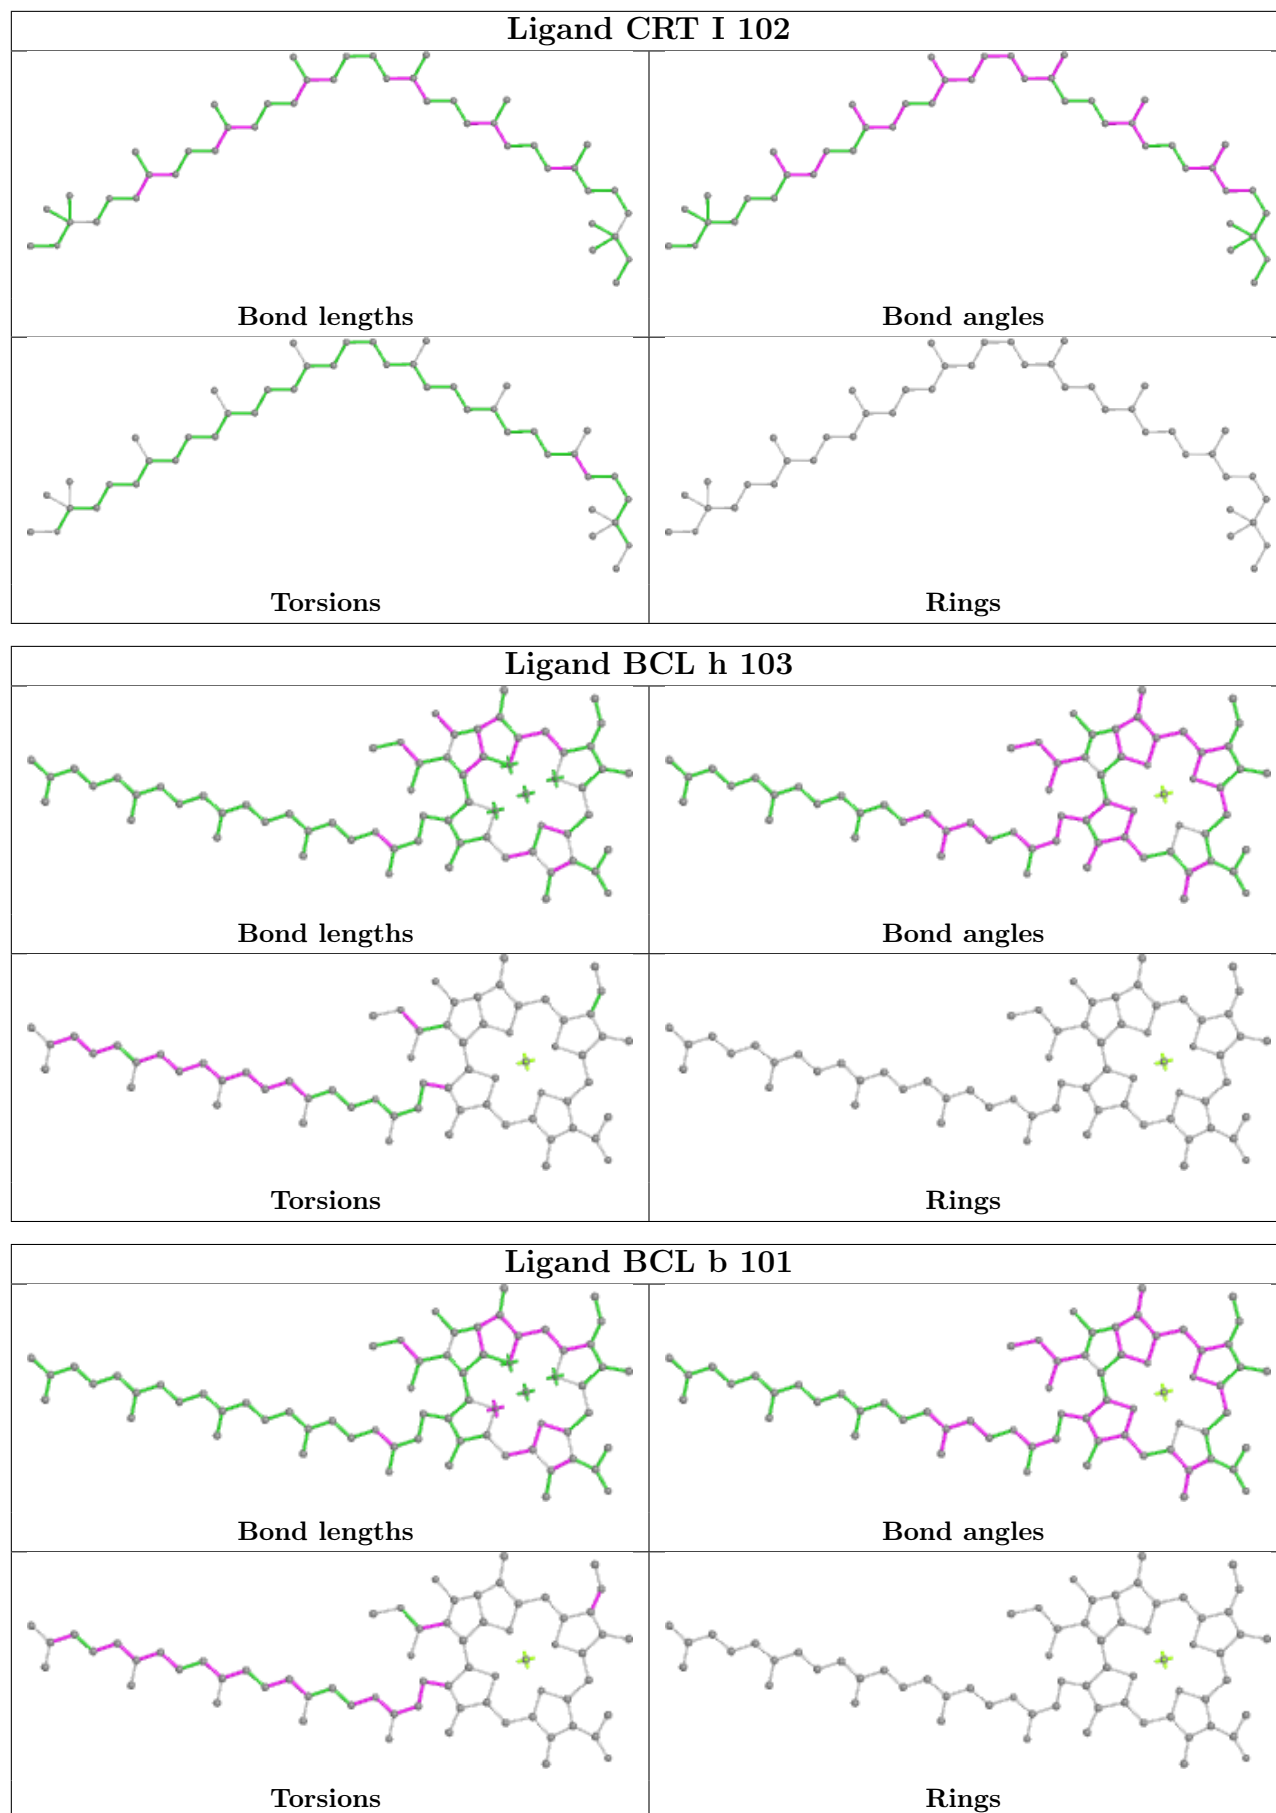 Ligand CRT I 102
Bond lengths
Bond angles
Torsions
Rings
Ligand BCL h 103
Bond lengths
Bond angles
Torsions
Rings
Ligand BCL b 101
Bond lengths
Bond angles
Torsions
Rings